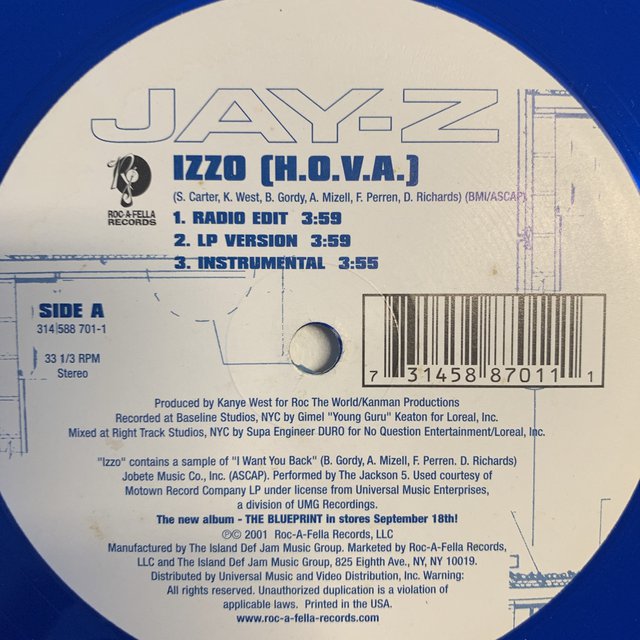 JAY-Z
IZZO (H.O.V.A.)
(S. Carter, K. West, B. Gordy, A. Mizell, F. Perren, D. Richards) (BMI/ASCAP)
ROC-A-FELLA
RECORDS
1. RADIO EDIT 3:59
2. LP VERSION 3:59
3. INSTRUMENTAL 3:55
SIDE A
314 588 701-1
33 1/3 RPM
Stereo
7 31458 87011 1
Produced by Kanye West for Roc The World/Kanman Productions
Recorded at Baseline Studios, NYC by Gimel "Young Guru" Keaton for Loreal, Inc.
Mixed at Right Track Studios, NYC by Supa Engineer DURO for No Question Entertainment/Loreal, Inc.
"Izzo" contains a sample of "I Want You Back" (B. Gordy, A. Mizell, F. Perren. D. Richards)
Jobete Music Co., Inc. (ASCAP). Performed by The Jackson 5. Used courtesy of
Motown Record Company LP under license from Universal Music Enterprises,
a division of UMG Recordings.
The new album - THE BLUEPRINT in stores September 18th!
℗© 2001 Roc-A-Fella Records, LLC
Manufactured by The Island Def Jam Music Group. Marketed by Roc-A-Fella Records,
LLC and The Island Def Jam Music Group, 825 Eighth Ave., NY, NY 10019.
Distributed by Universal Music and Video Distribution, Inc. Warning:
All rights reserved. Unauthorized duplication is a violation of
applicable laws. Printed in the USA.
www.roc-a-fella-records.com